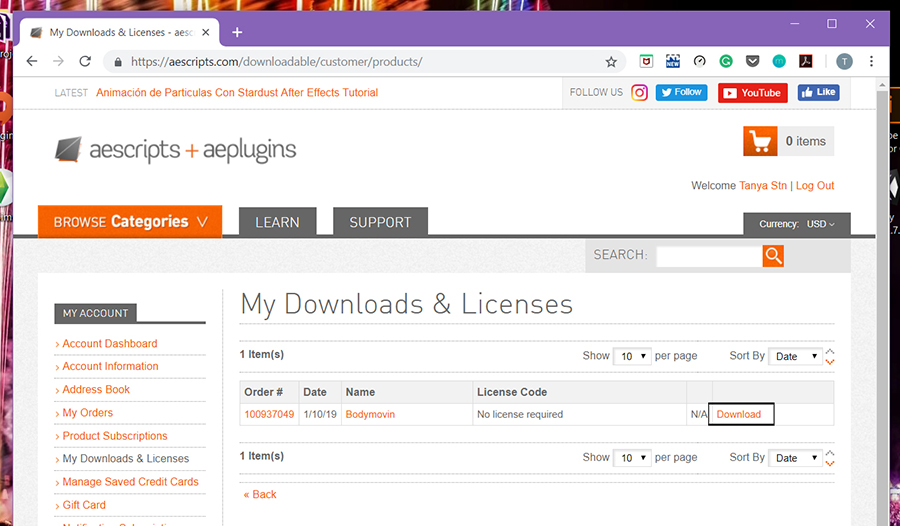 My Downloads & Licenses - aesc
https://aescripts.com/downloadable/customer/products/
LATEST Animación de Particulas Con Stardust After Effects Tutorial
FOLLOW US Follow YouTube Like
aescripts + aeplugins
0 items
Welcome Tanya Stn | Log Out
BROWSE Categories LEARN SUPPORT
Currency: USD
SEARCH:
MY ACCOUNT
Account Dashboard
Account Information
Address Book
My Orders
Product Subscriptions
My Downloads & Licenses
Manage Saved Credit Cards
Gift Card
My Downloads & Licenses
1 Item(s) Show 10 per page Sort By Date
Order # Date Name License Code
100937049 1/10/19 Bodymovin No license required N/A Download
1 Item(s) Show 10 per page Sort By Date
« Back